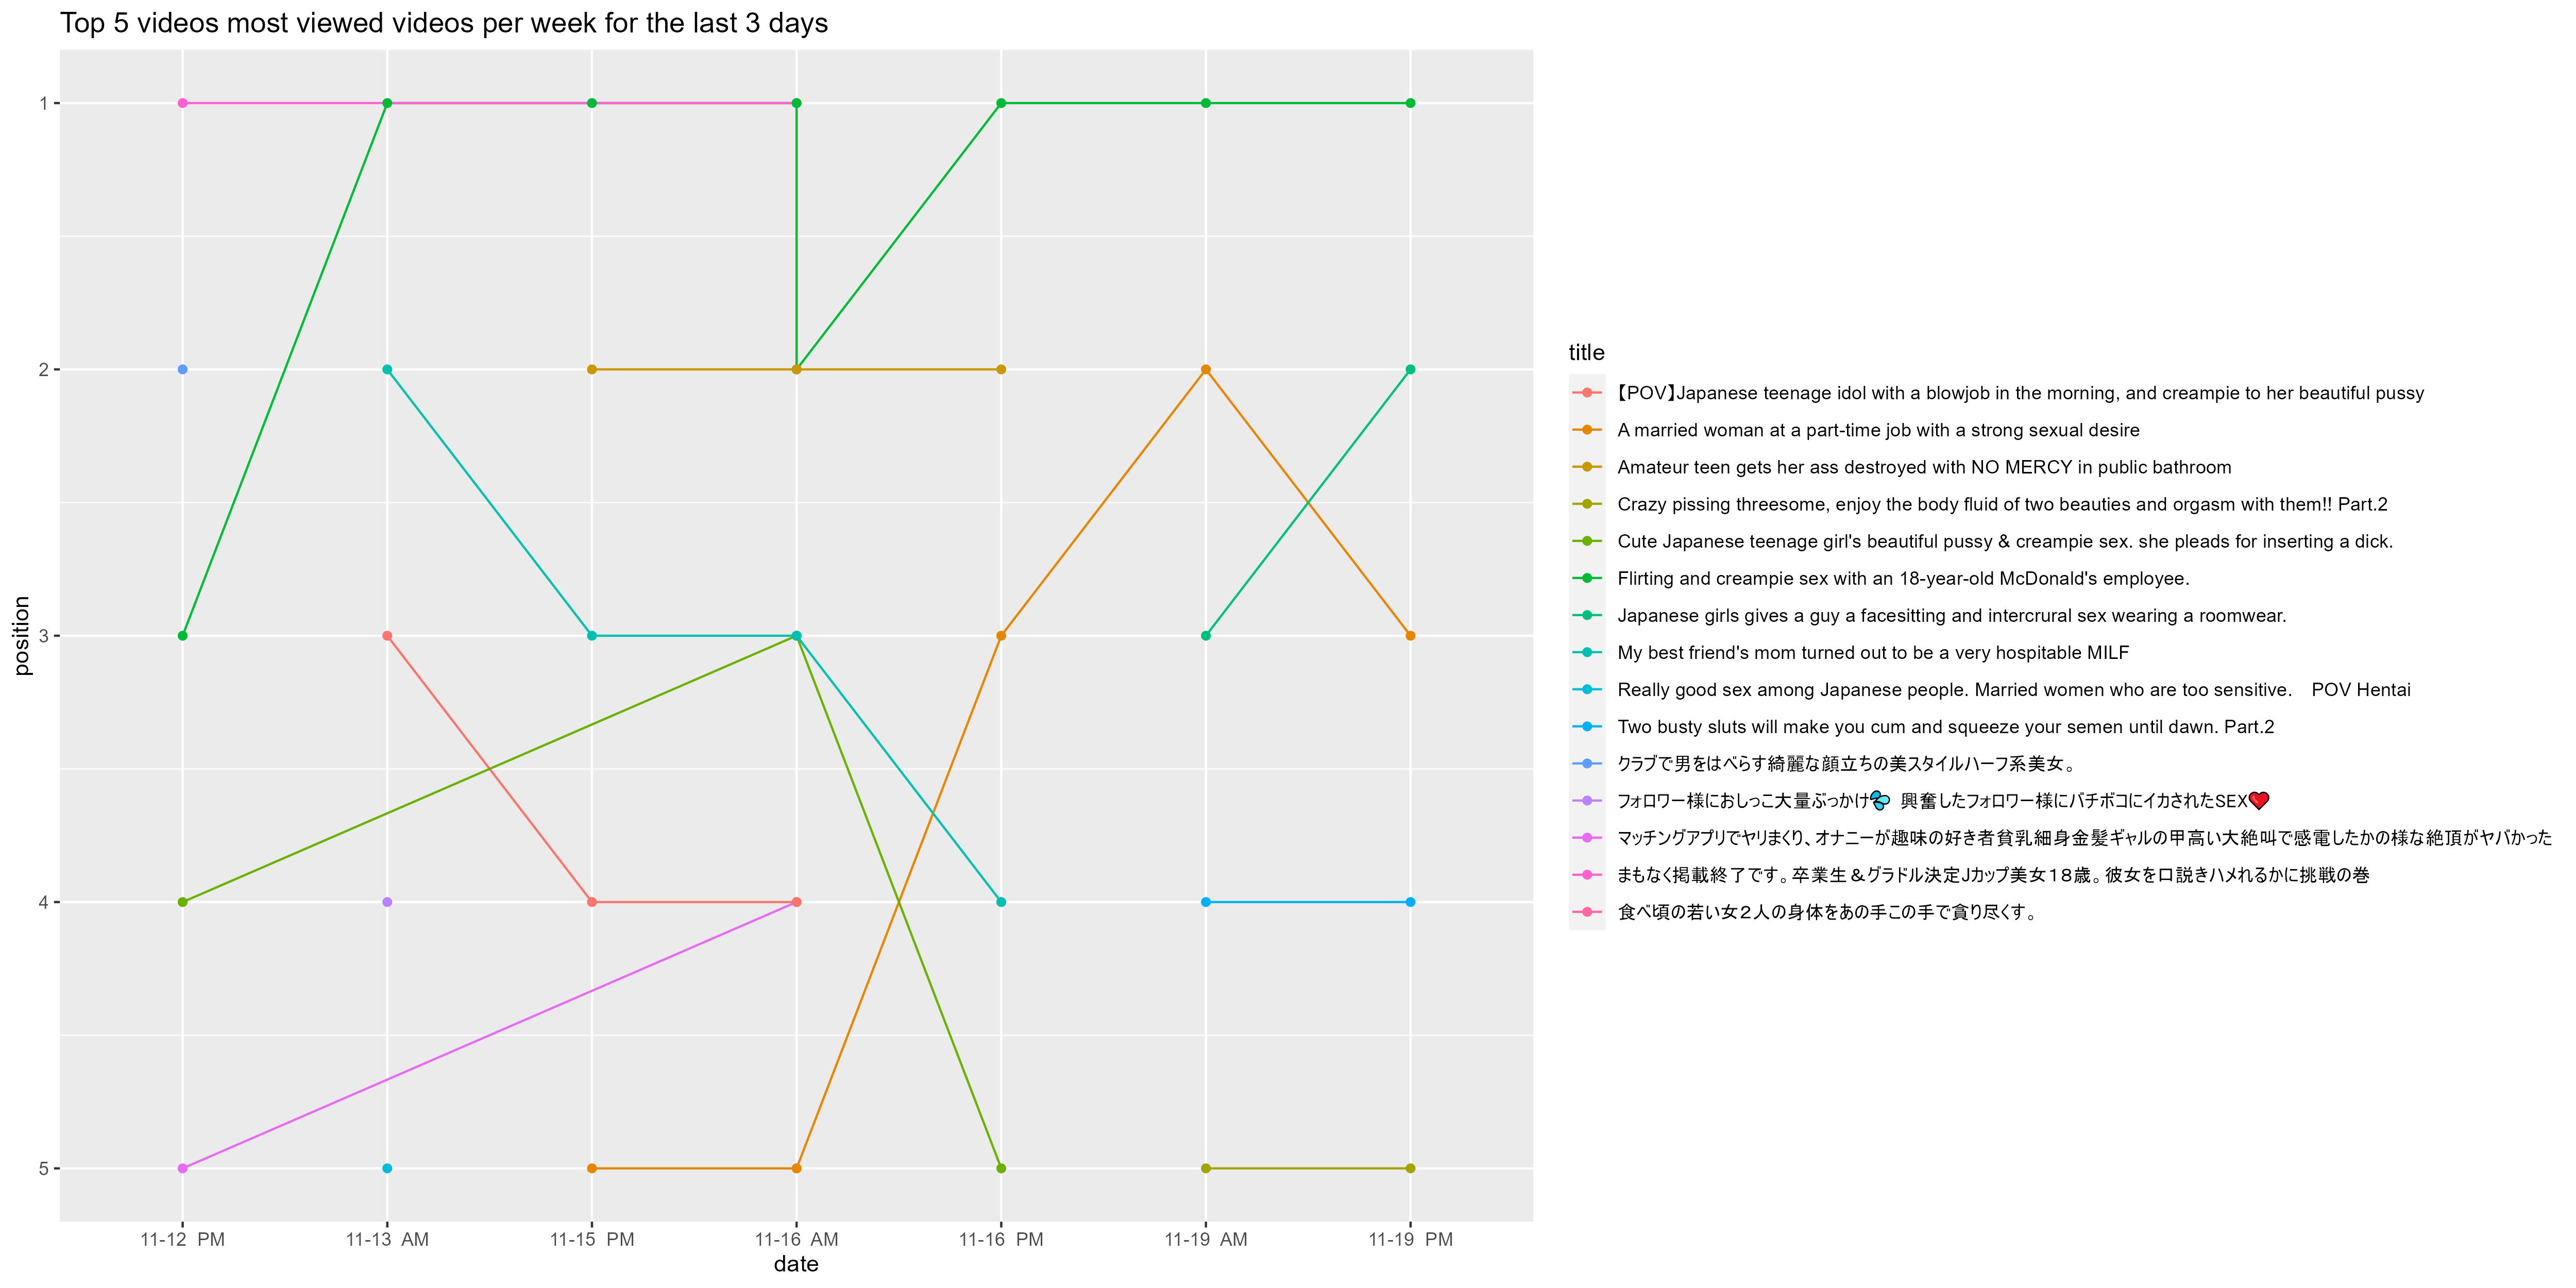 Top 5 videos most viewed videos per week for the last 3 days
position
1
2
3
4
5
11-12 PM
11-13 AM
11-15 PM
11-16 AM
11-16 PM
11-19 AM
11-19 PM
date
title
【POV】Japanese teenage idol with a blowjob in the morning, and creampie to her beautiful pussy
A married woman at a part-time job with a strong sexual desire
Amateur teen gets her ass destroyed with NO MERCY in public bathroom
Crazy pissing threesome, enjoy the body fluid of two beauties and orgasm with them!! Part.2
Cute Japanese teenage girl's beautiful pussy & creampie sex. she pleads for inserting a dick.
Flirting and creampie sex with an 18-year-old McDonald's employee.
Japanese girls gives a guy a facesitting and intercrural sex wearing a roomwear.
My best friend's mom turned out to be a very hospitable MILF
Really good sex among Japanese people. Married women who are too sensitive.　POV Hentai
Two busty sluts will make you cum and squeeze your semen until dawn. Part.2
クラブで男をはべらす綺麗な顔立ちの美スタイルハーフ系美女。
フォロワー様におしっこ大量ぶっかけ💦 興奮したフォロワー様にバチボコにイカされたSEX❤️
マッチングアプリでヤリまくり、オナニーが趣味の好き者貧乳細身金髪ギャルの甲高い大絶叫で感電したかの様な絶頂がヤバかった
まもなく掲載終了です。卒業生＆グラドル決定Jカップ美女１８歳。彼女を口説きハメれるかに挑戦の巻
食べ頃の若い女２人の身体をあの手この手で貪り尽くす。